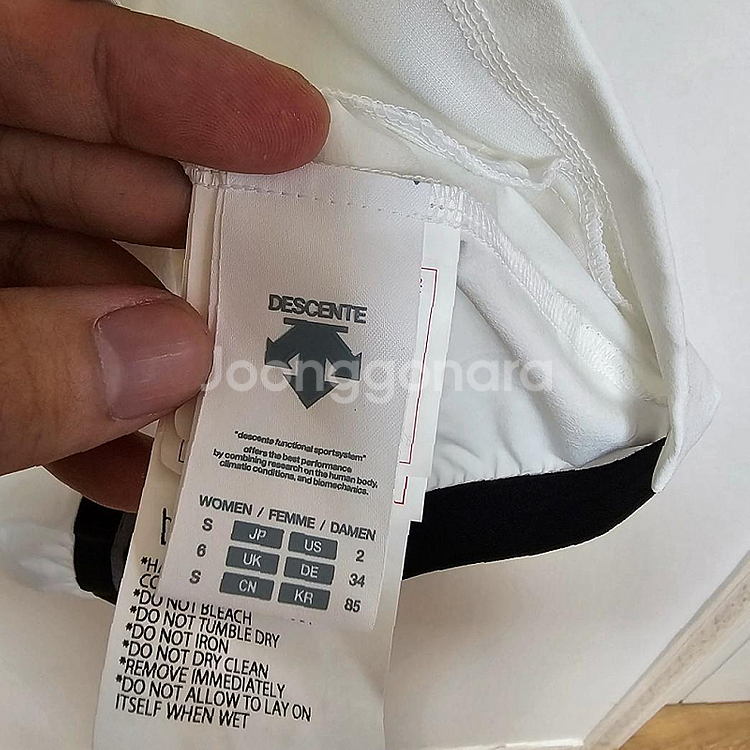 DESCENTE
Joonggonara
"descente functional sportsystem"
offers the best performance
by combining research on the human body,
climatic conditions, and biomechanics.
WOMEN / FEMME / DAMEN
S JP US 2
6 UK DE 34
S CN KR 85
*DO NOT BLEACH
*DO NOT TUMBLE DRY
*DO NOT IRON
*DO NOT DRY CLEAN
*REMOVE IMMEDIATELY
*DO NOT ALLOW TO LAY ON
ITSELF WHEN WET